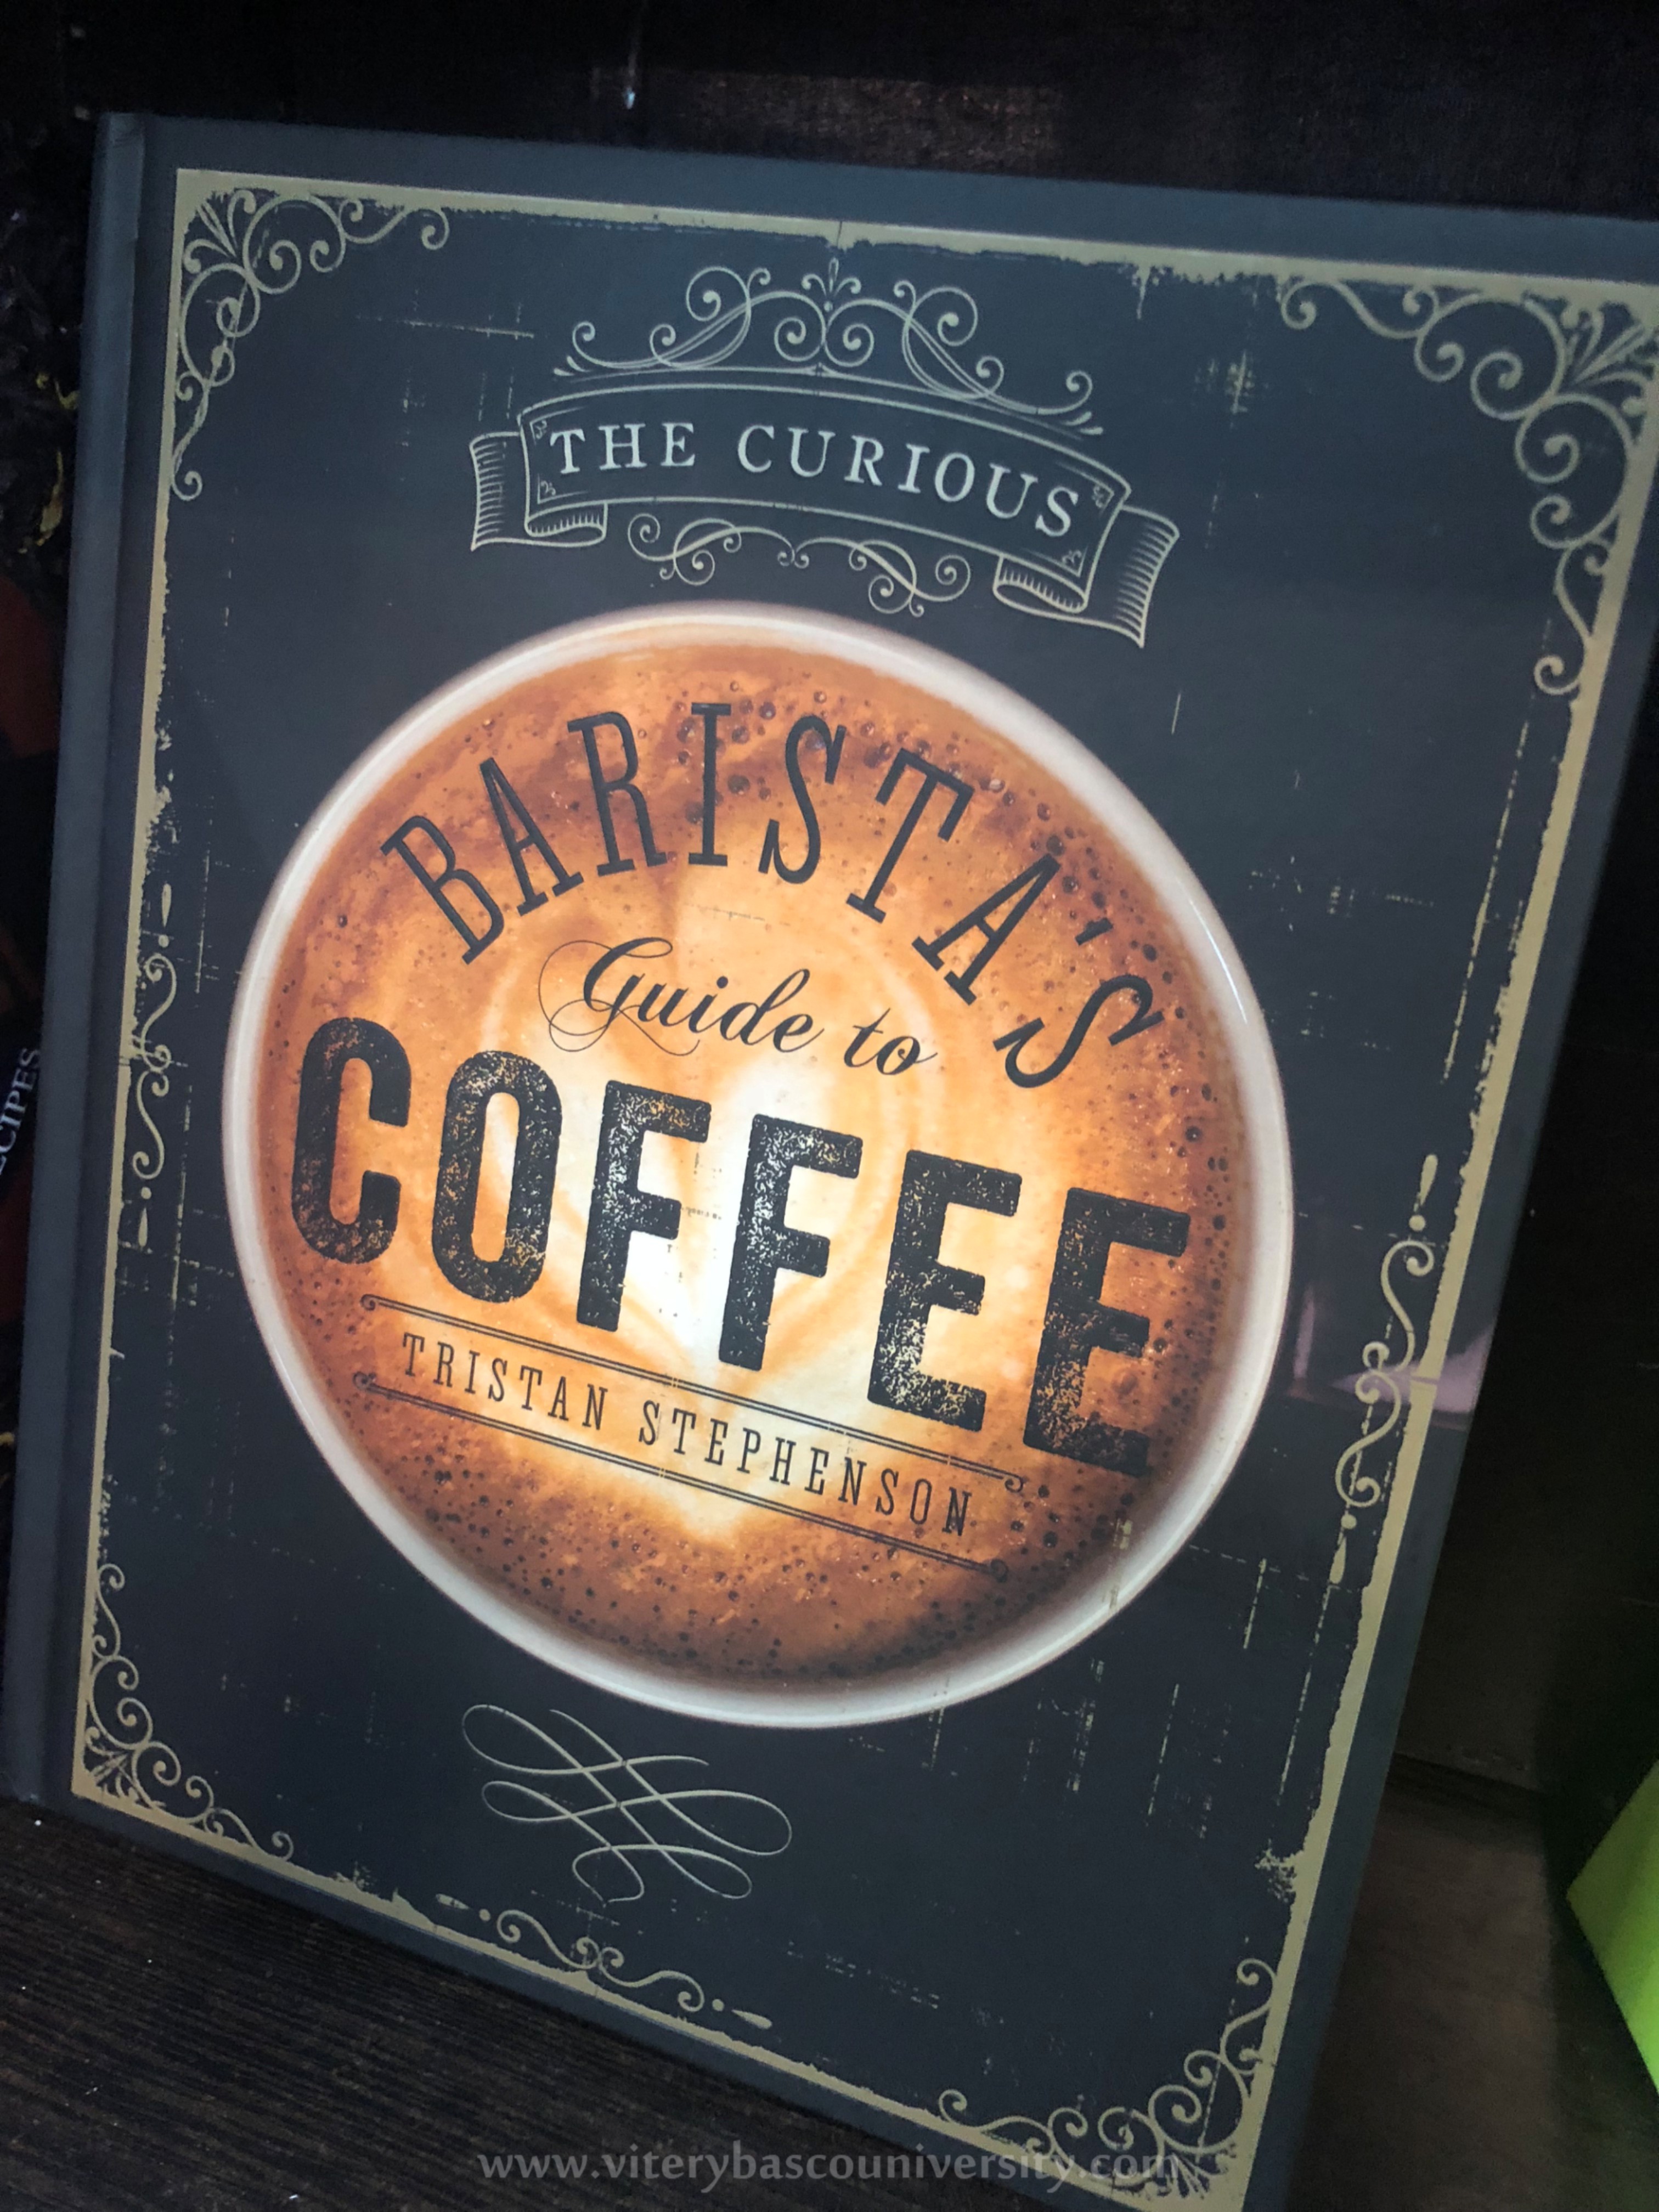 THE CURIOUS
BARISTA'S
Guide to
COFFEE
TRISTAN STEPHENSON
www.viterybascouniversity.com